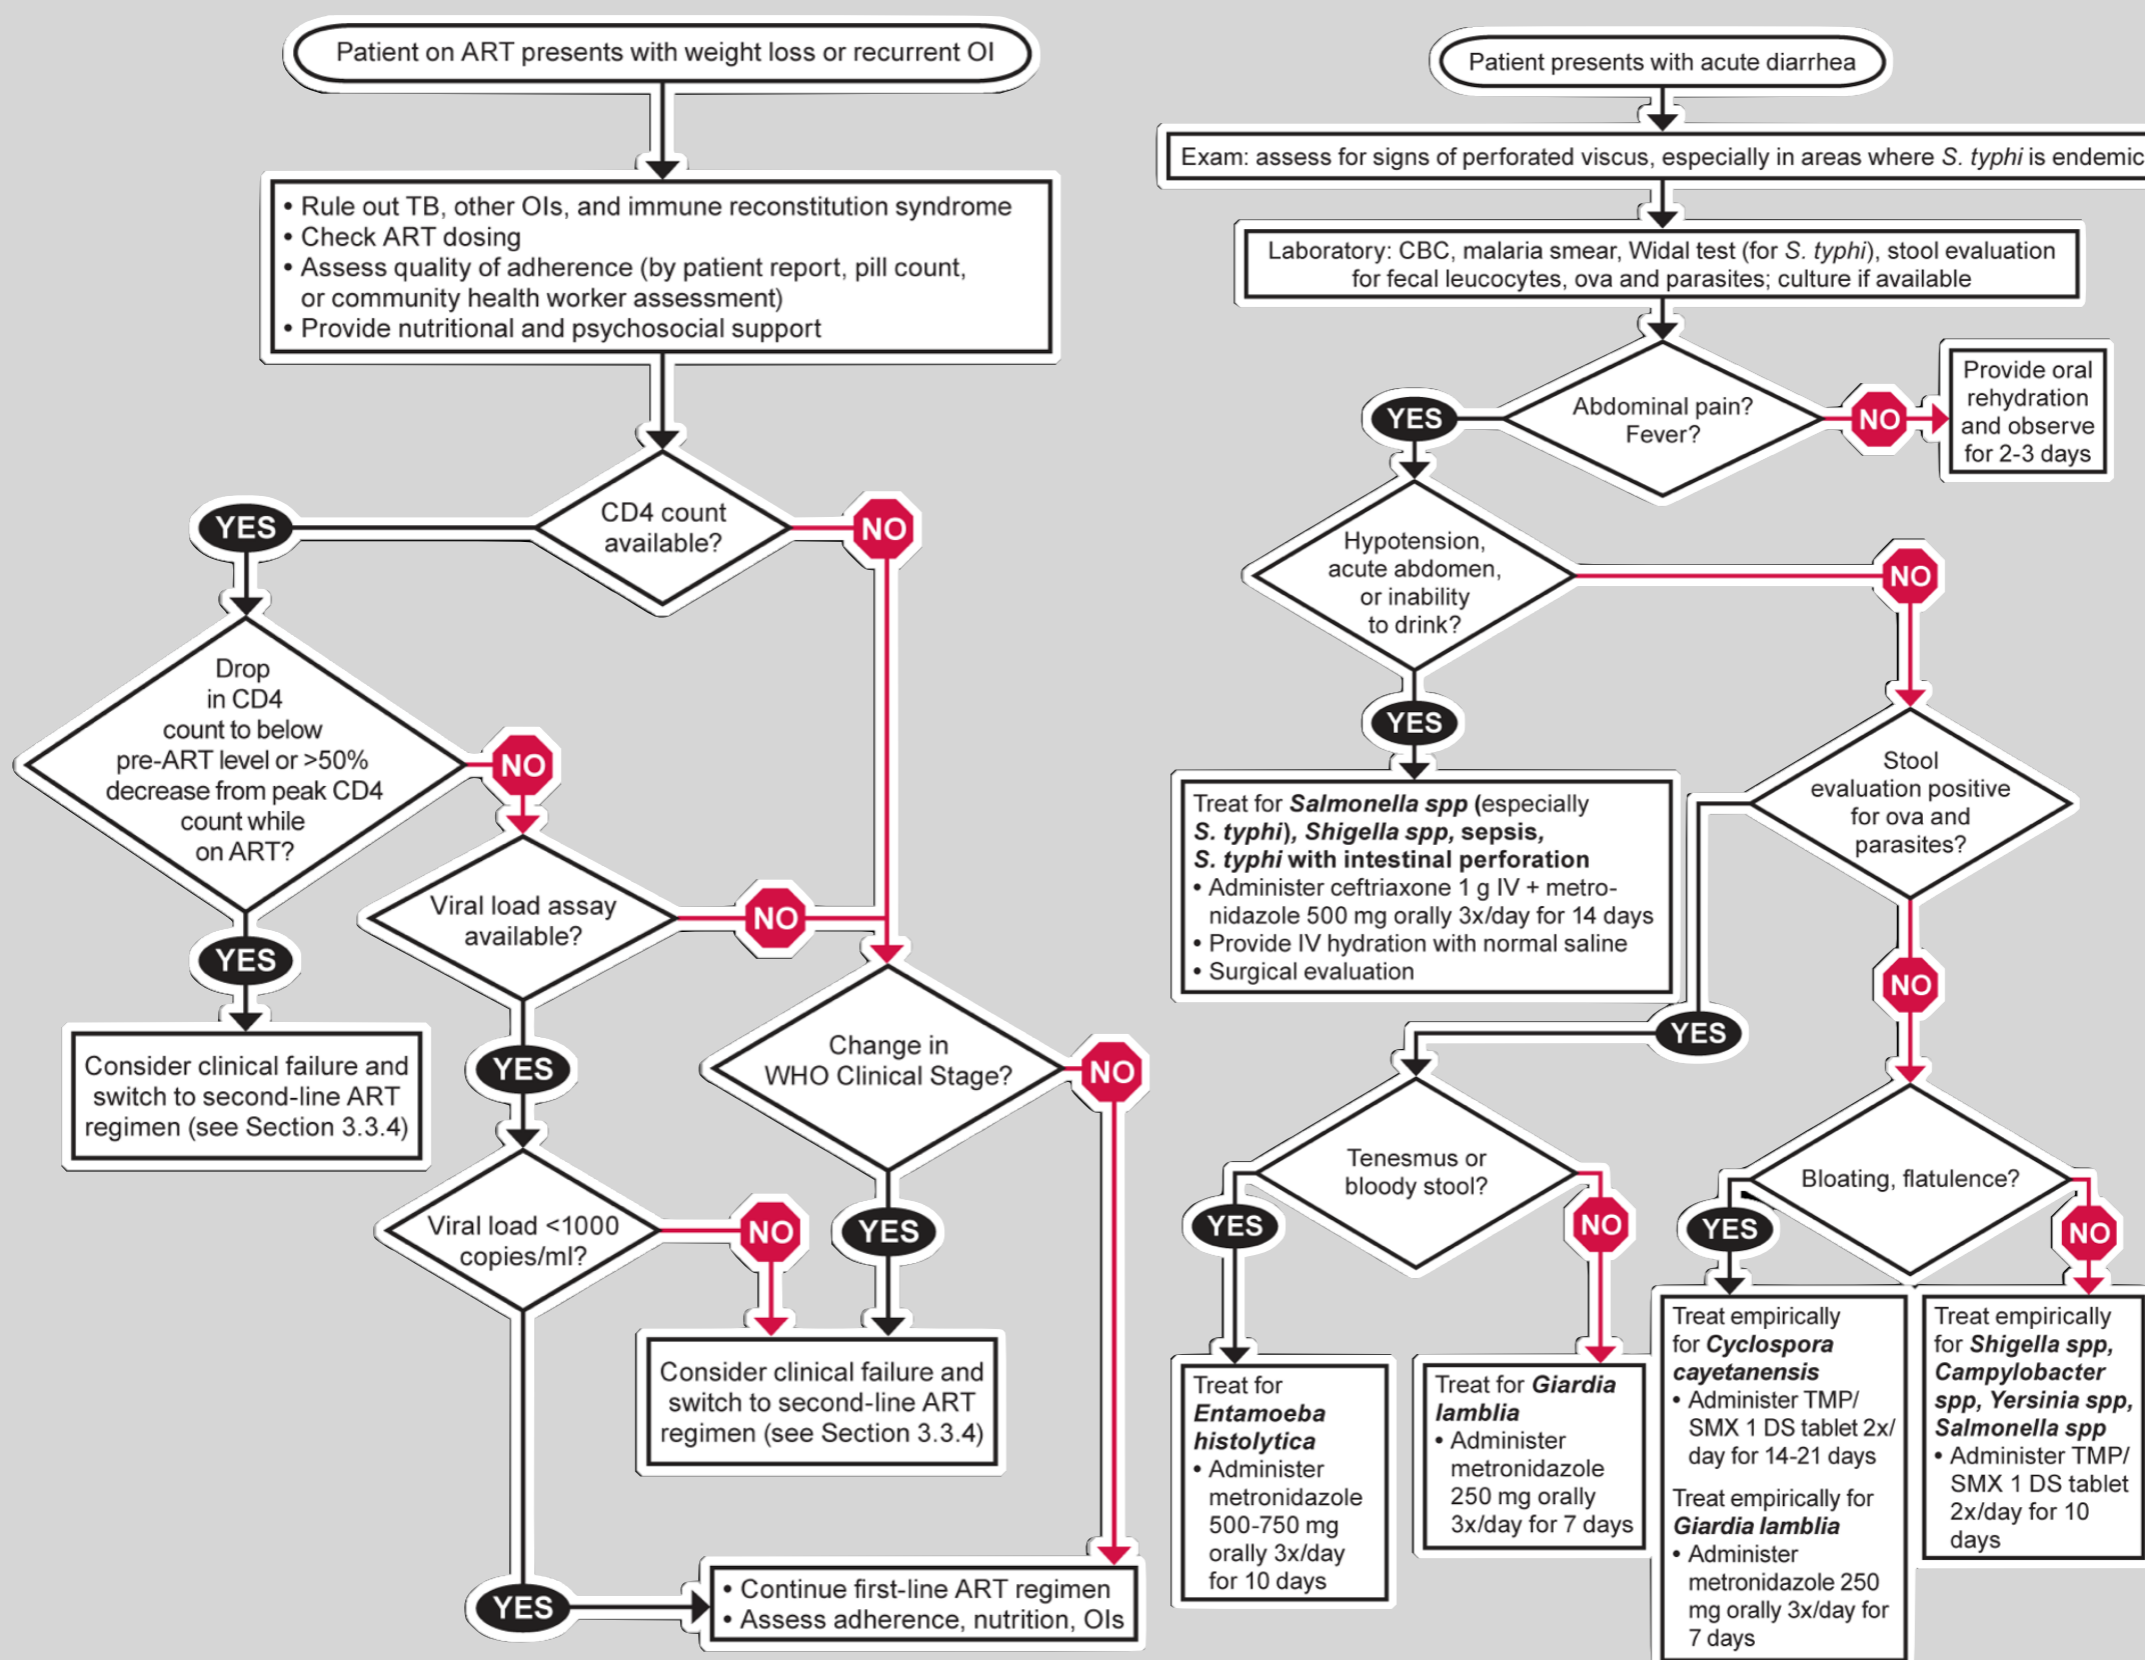 Patient on ART presents with weight loss or recurrent OI
• Rule out TB, other OIs, and immune reconstitution syndrome
• Check ART dosing
• Assess quality of adherence (by patient report, pill count,
or community health worker assessment)
• Provide nutritional and psychosocial support
CD4 count
available?
YES
NO
Drop
in CD4
count to below
pre-ART level or >50%
decrease from peak CD4
count while
on ART?
NO
YES
Consider clinical failure and
switch to second-line ART
regimen (see Section 3.3.4)
Viral load assay
available?
NO
YES
Change in
WHO Clinical Stage?
NO
YES
Viral load <1000
copies/ml?
NO
YES
Consider clinical failure and
switch to second-line ART
regimen (see Section 3.3.4)
• Continue first-line ART regimen
• Assess adherence, nutrition, OIs
Patient presents with acute diarrhea
Exam: assess for signs of perforated viscus, especially in areas where S. typhi is endemic
Laboratory: CBC, malaria smear, Widal test (for S. typhi), stool evaluation
for fecal leucocytes, ova and parasites; culture if available
Abdominal pain?
Fever?
YES
NO
Provide oral
rehydration
and observe
for 2-3 days
Hypotension,
acute abdomen,
or inability
to drink?
NO
YES
Treat for Salmonella spp (especially
S. typhi), Shigella spp, sepsis,
S. typhi with intestinal perforation
• Administer ceftriaxone 1 g IV + metro-
nidazole 500 mg orally 3x/day for 14 days
• Provide IV hydration with normal saline
• Surgical evaluation
Stool
evaluation positive
for ova and
parasites?
NO
YES
Tenesmus or
bloody stool?
YES
NO
Bloating, flatulence?
YES
NO
Treat for
Entamoeba
histolytica
• Administer
metronidazole
500-750 mg
orally 3x/day
for 10 days
Treat for Giardia
lamblia
• Administer
metronidazole
250 mg orally
3x/day for 7 days
Treat empirically
for Cyclospora
cayetanensis
• Administer TMP/
SMX 1 DS tablet 2x/
day for 14-21 days
Treat empirically for
Giardia lamblia
• Administer
metronidazole 250
mg orally 3x/day for
7 days
Treat empirically
for Shigella spp,
Campylobacter
spp, Yersinia spp,
Salmonella spp
• Administer TMP/
SMX 1 DS tablet
2x/day for 10
days